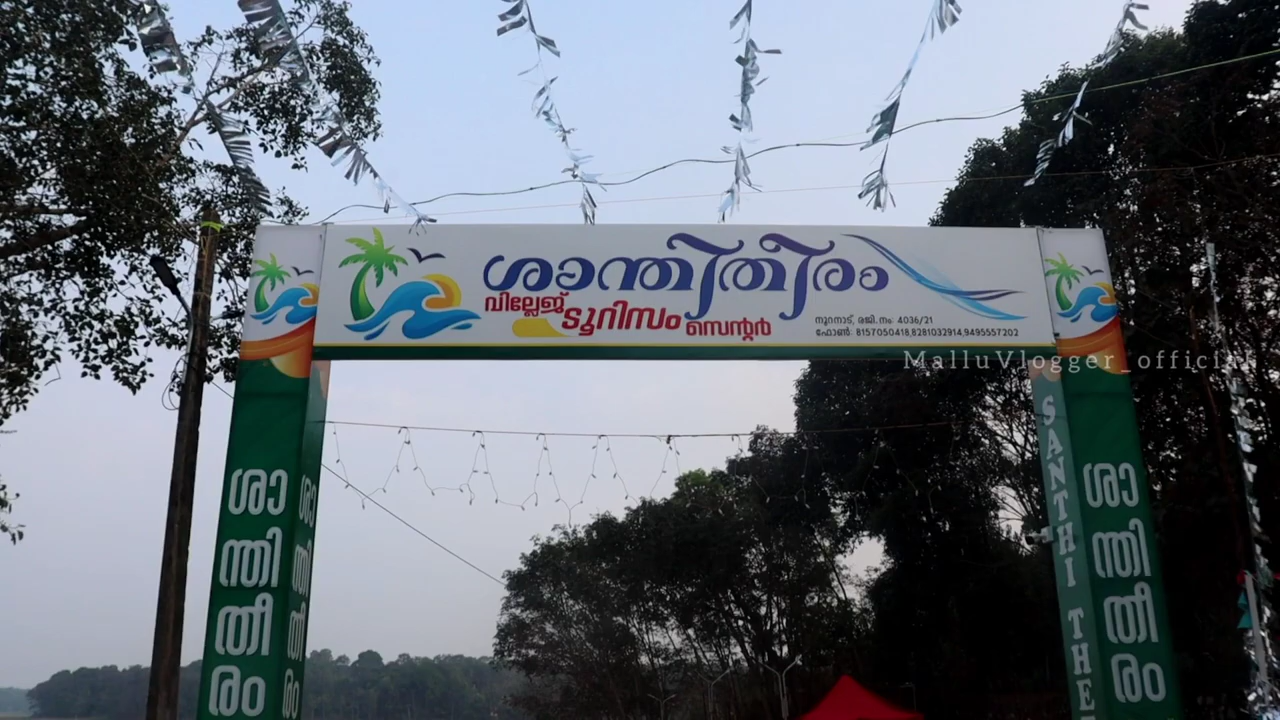 ശാന്തിതീരം
വില്ലേജ് ടൂറിസം സെന്റർ
നൂറനാട്, രജി.നം: 4036/21
ഫോൺ: 8157050418,8281032914,9495557202
MalluVlogger_official
ശാന്തിതീരം
ശാന്തിതീരം
SANTHI THE
ശാന്തിതീരം